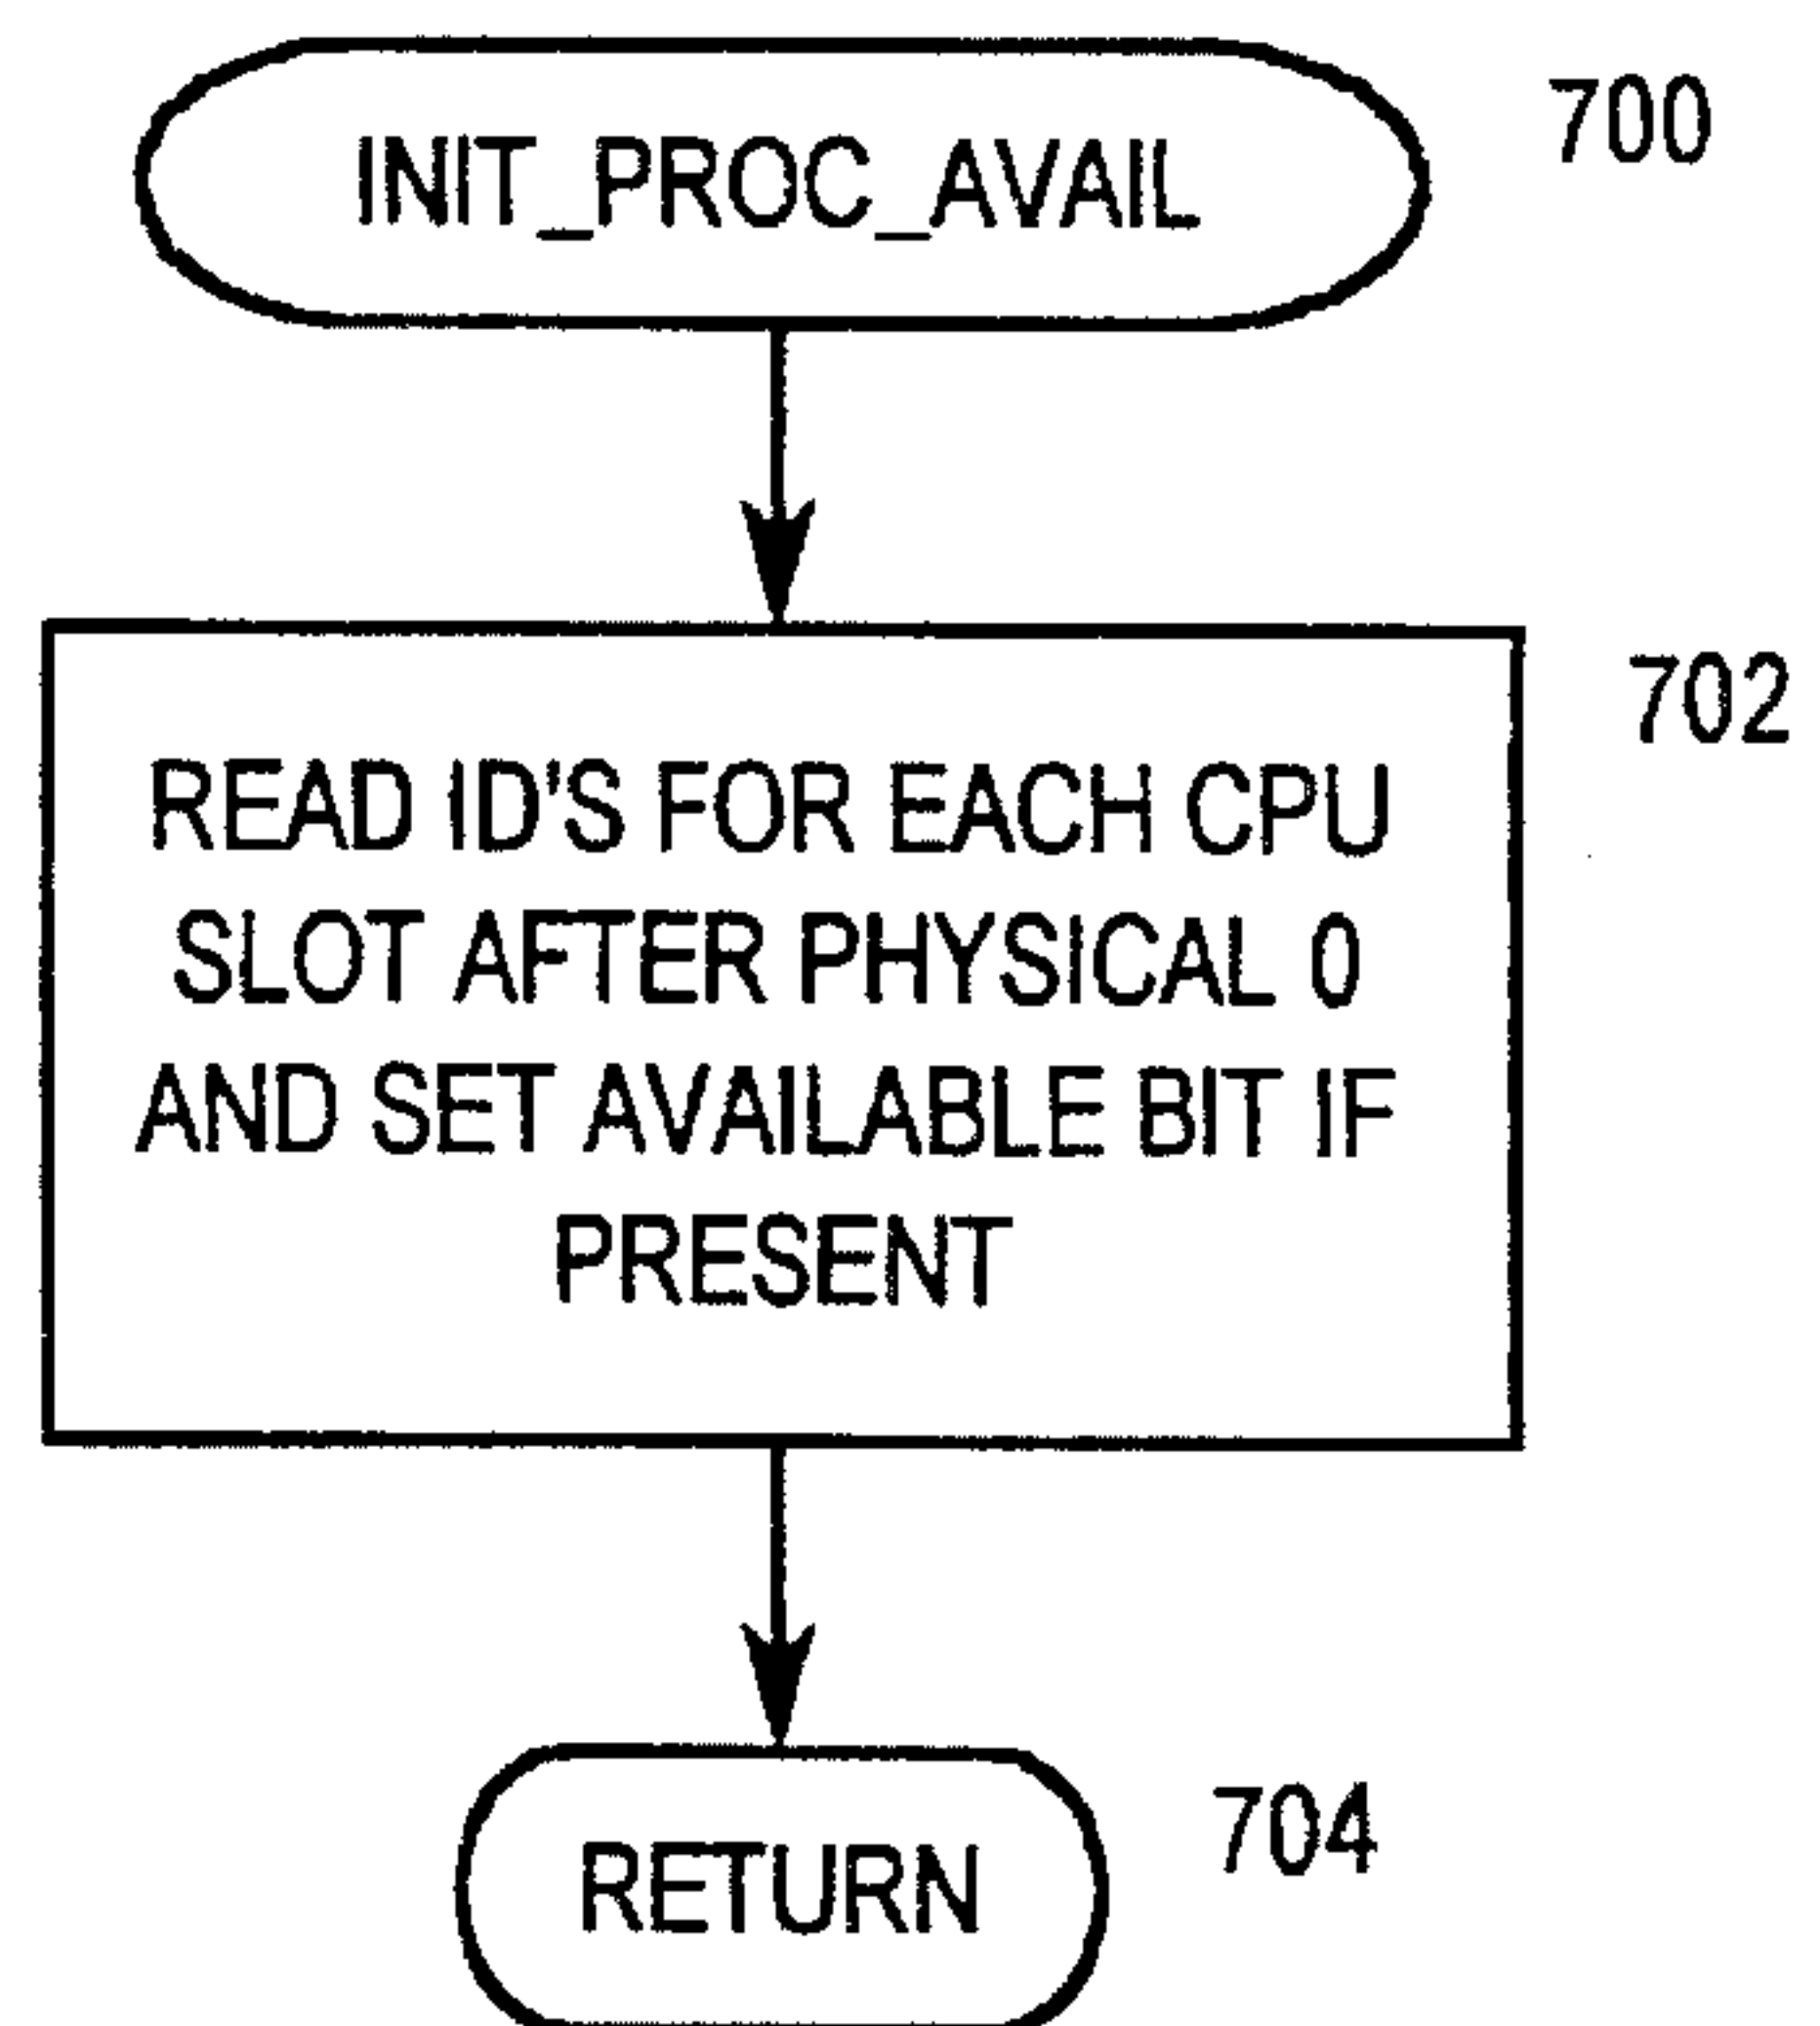 INIT_PROC_AVAIL
700
702
READ ID'S FOR EACH CPU
SLOT AFTER PHYSICAL 0
AND SET AVAILABLE BIT IF
PRESENT
704
RETURN